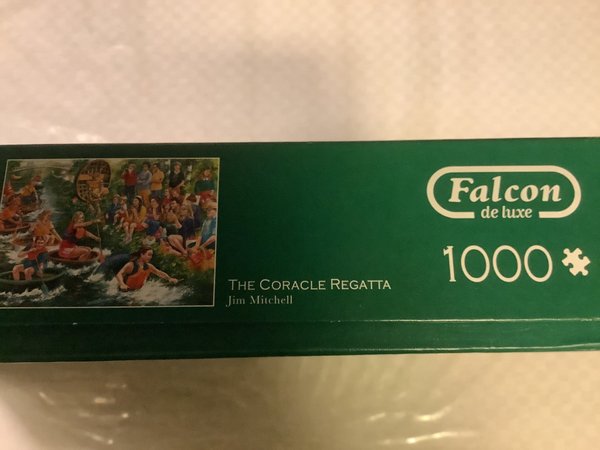 Falcon
de luxe
1000
THE CORACLE REGATTA
Jim Mitchell